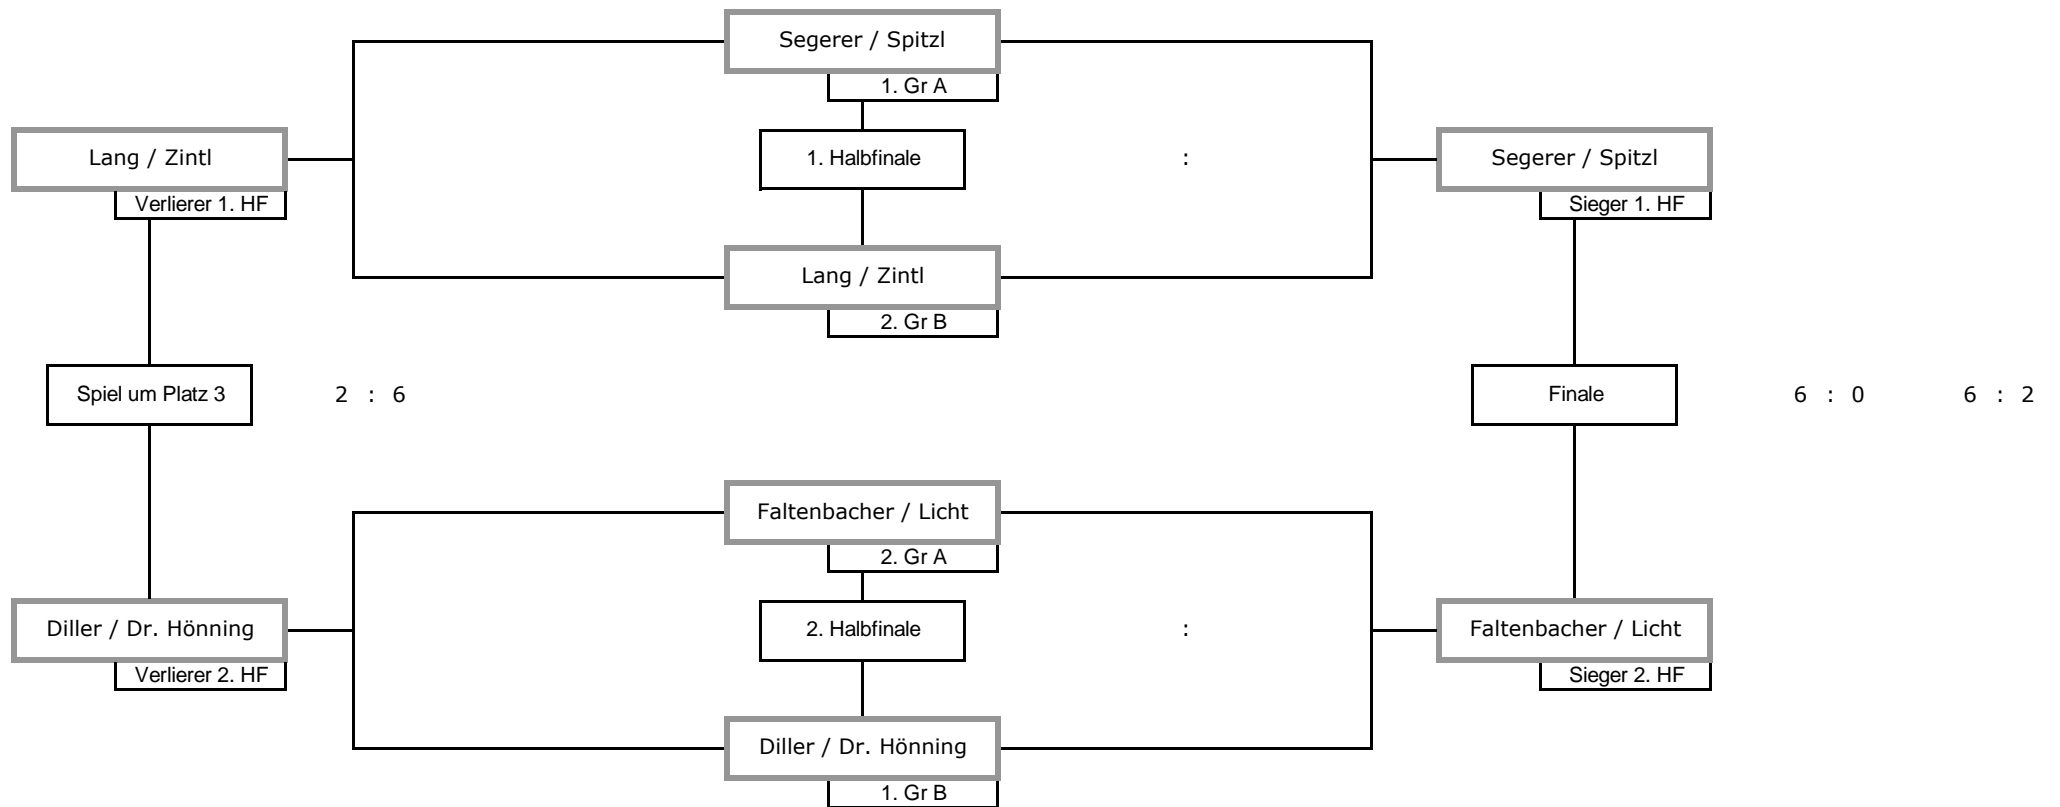 Segerer / Spitzl
1. Gr A
Lang / Zintl
1. Halbfinale
:
Segerer / Spitzl
Verlierer 1. HF
Sieger 1. HF
Lang / Zintl
2. Gr B
Spiel um Platz 3
2 : 6
Finale
6 : 0
6 : 2
Faltenbacher / Licht
2. Gr A
Diller / Dr. Hönning
2. Halbfinale
:
Faltenbacher / Licht
Verlierer 2. HF
Sieger 2. HF
Diller / Dr. Hönning
1. Gr B